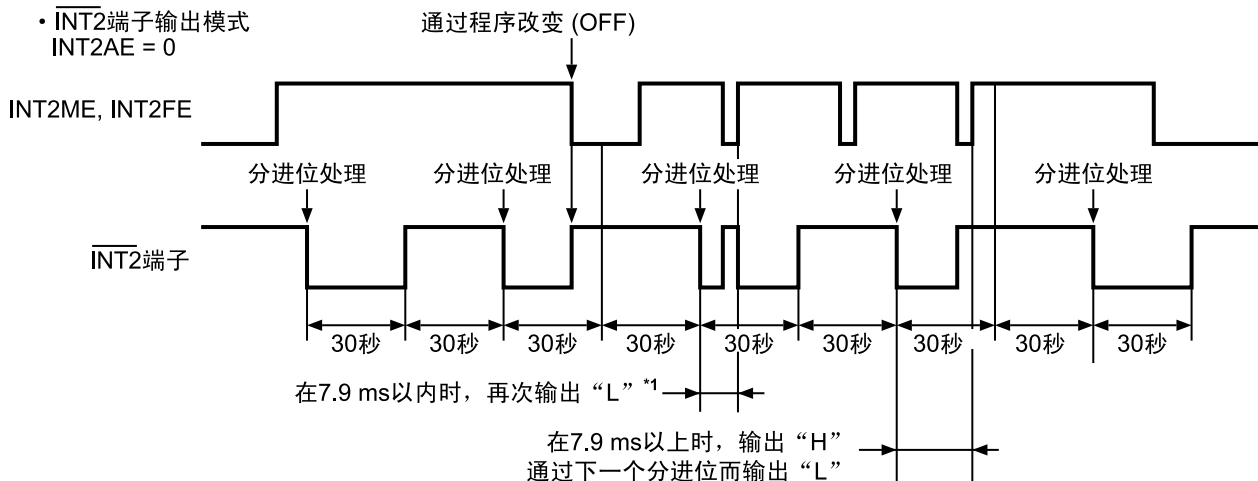 • INT2端子输出模式
INT2AE = 0
通过程序改变 (OFF)
INT2ME, INT2FE
分进位处理 分进位处理 分进位处理 分进位处理 分进位处理
INT2端子
30秒 30秒 30秒 30秒 30秒 30秒 30秒 30秒 30秒
在7.9 ms以内时，再次输出“L” *1
在7.9 ms以上时，输出“H”
通过下一个分进位而输出“L”